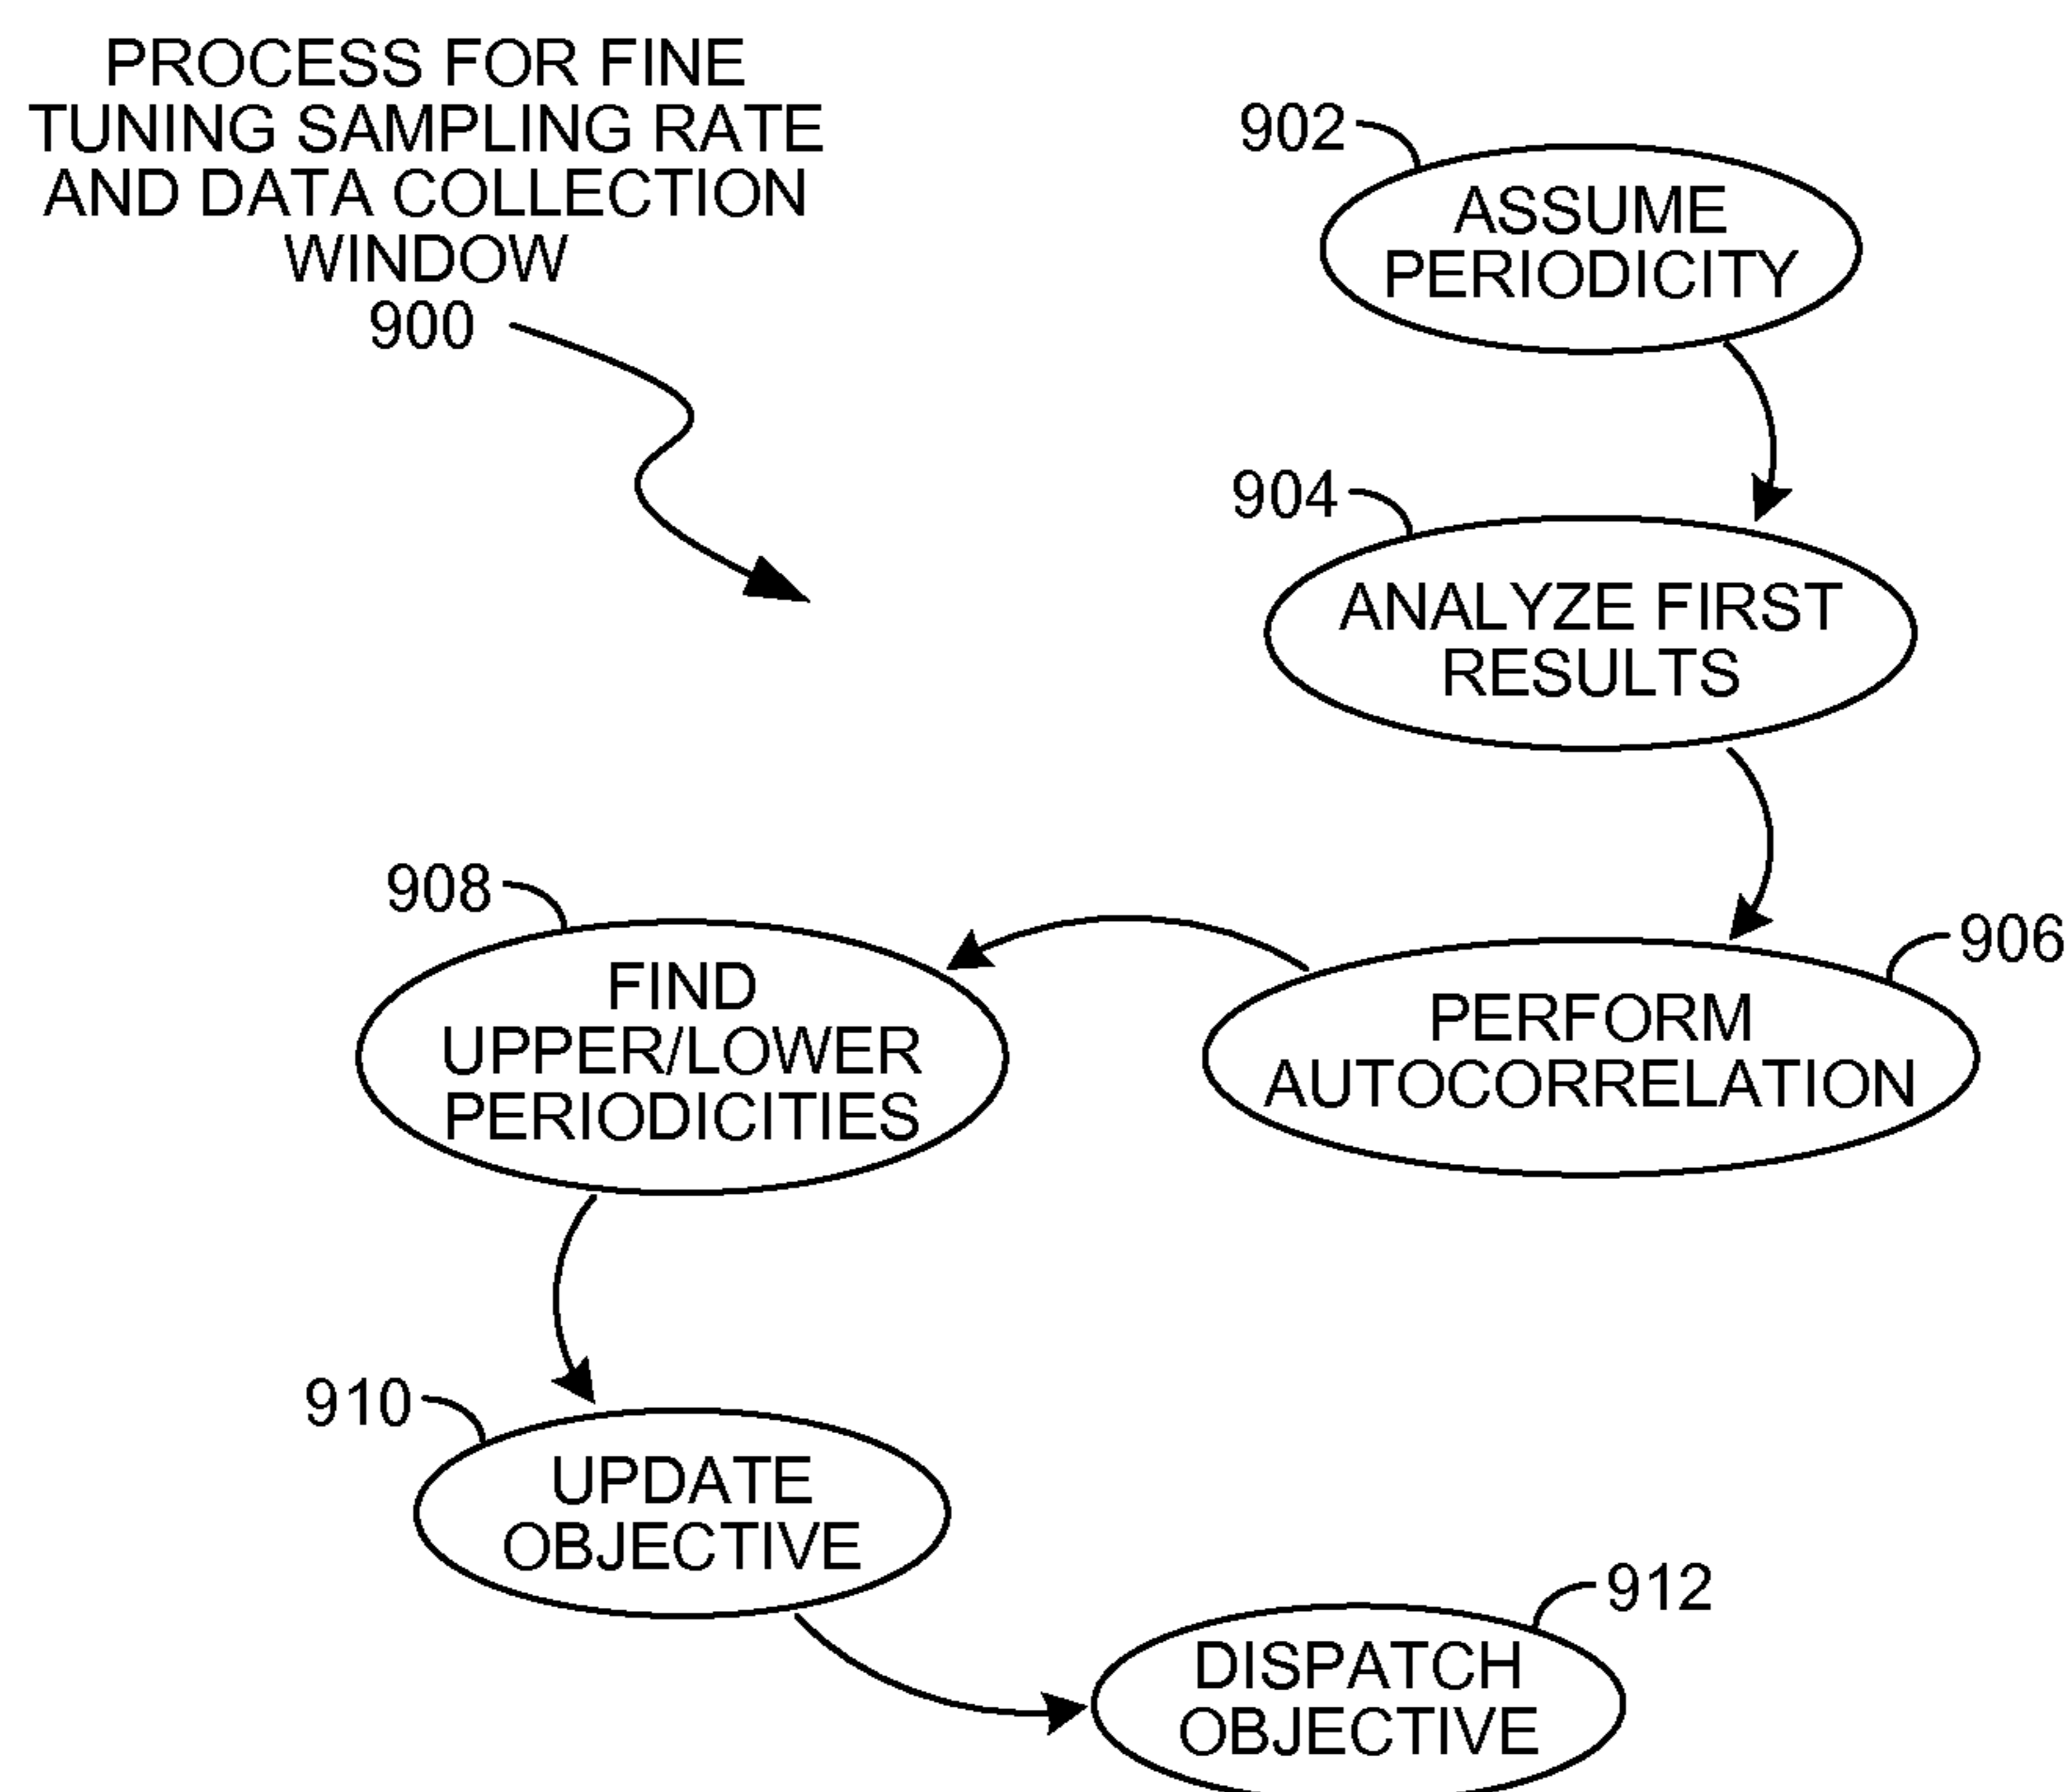 PROCESS FOR FINE
TUNING SAMPLING RATE
AND DATA COLLECTION
WINDOW
900
902
ASSUME
PERIODICITY
904
ANALYZE FIRST
RESULTS
906
PERFORM
AUTOCORRELATION
908
FIND
UPPER/LOWER
PERIODICITIES
910
UPDATE
OBJECTIVE
912
DISPATCH
OBJECTIVE